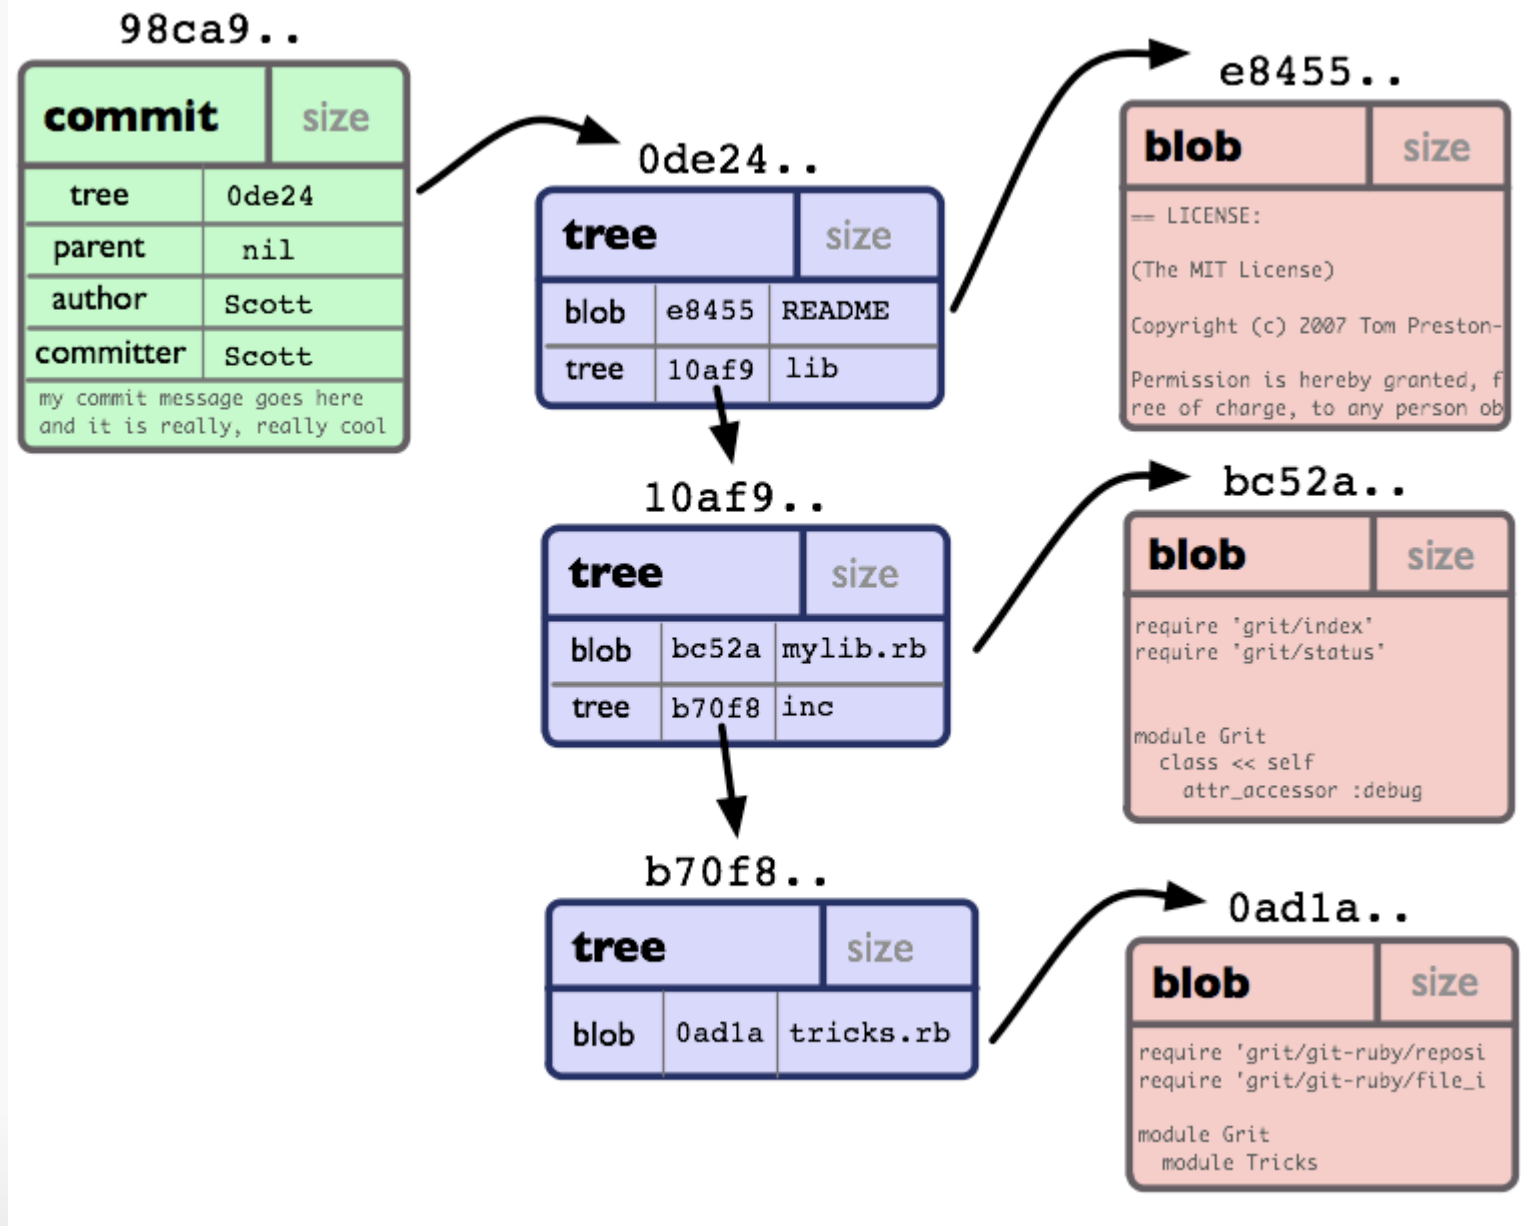 98ca9..
commit size
tree 0de24
parent nil
author Scott
committer Scott
my commit message goes here
and it is really, really cool
0de24..
tree size
blob e8455 README
tree 10af9 lib
10af9..
tree size
blob bc52a mylib.rb
tree b70f8 inc
b70f8..
tree size
blob 0ad1a tricks.rb
e8455..
blob size
== LICENSE:
(The MIT License)
Copyright (c) 2007 Tom Preston-
Permission is hereby granted, f
ree of charge, to any person ob
bc52a..
blob size
require 'grit/index'
require 'grit/status'
module Grit
class << self
attr_accessor :debug
0ad1a..
blob size
require 'grit/git-ruby/reposi
require 'grit/git-ruby/file_i
module Grit
module Tricks